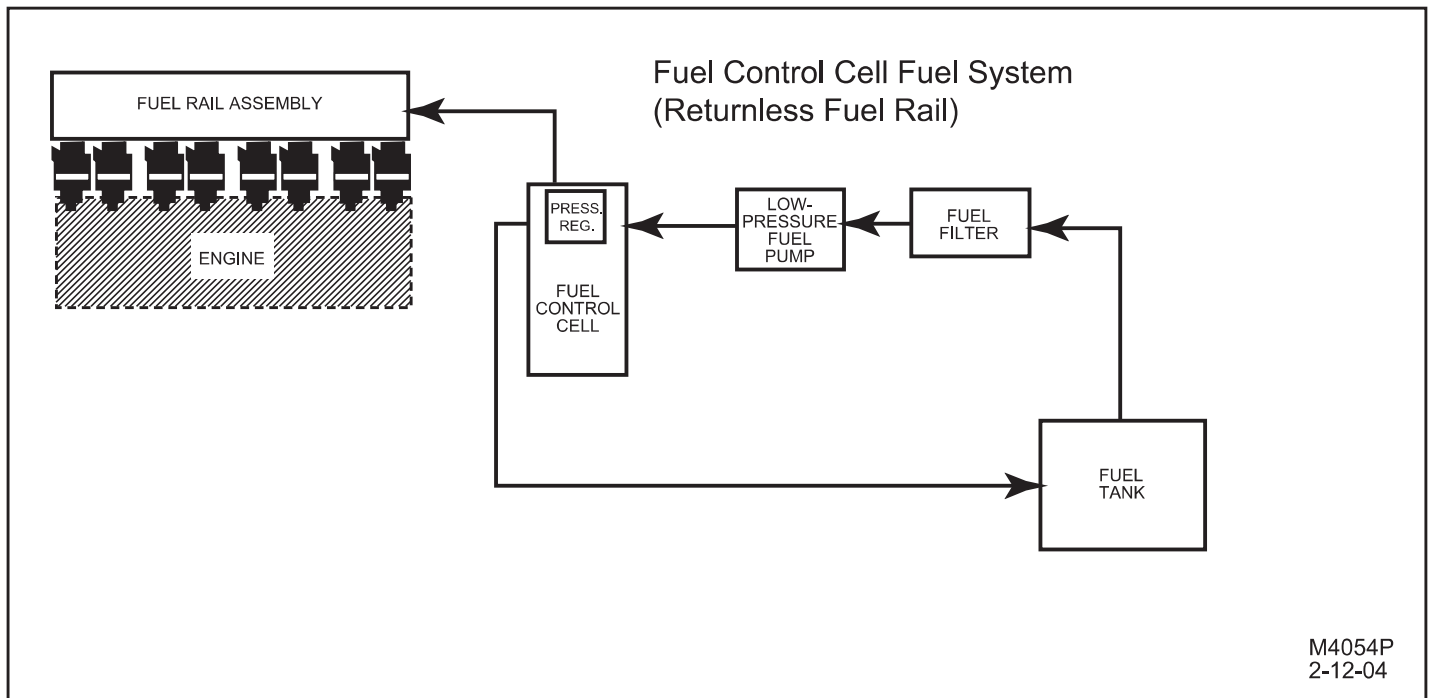 Fuel Control Cell Fuel System
(Returnless Fuel Rail)
FUEL RAIL ASSEMBLY
ENGINE
PRESS.
REG.
FUEL
CONTROL
CELL
LOW-
PRESSURE
FUEL
PUMP
FUEL
FILTER
FUEL
TANK
M4054P
2-12-04